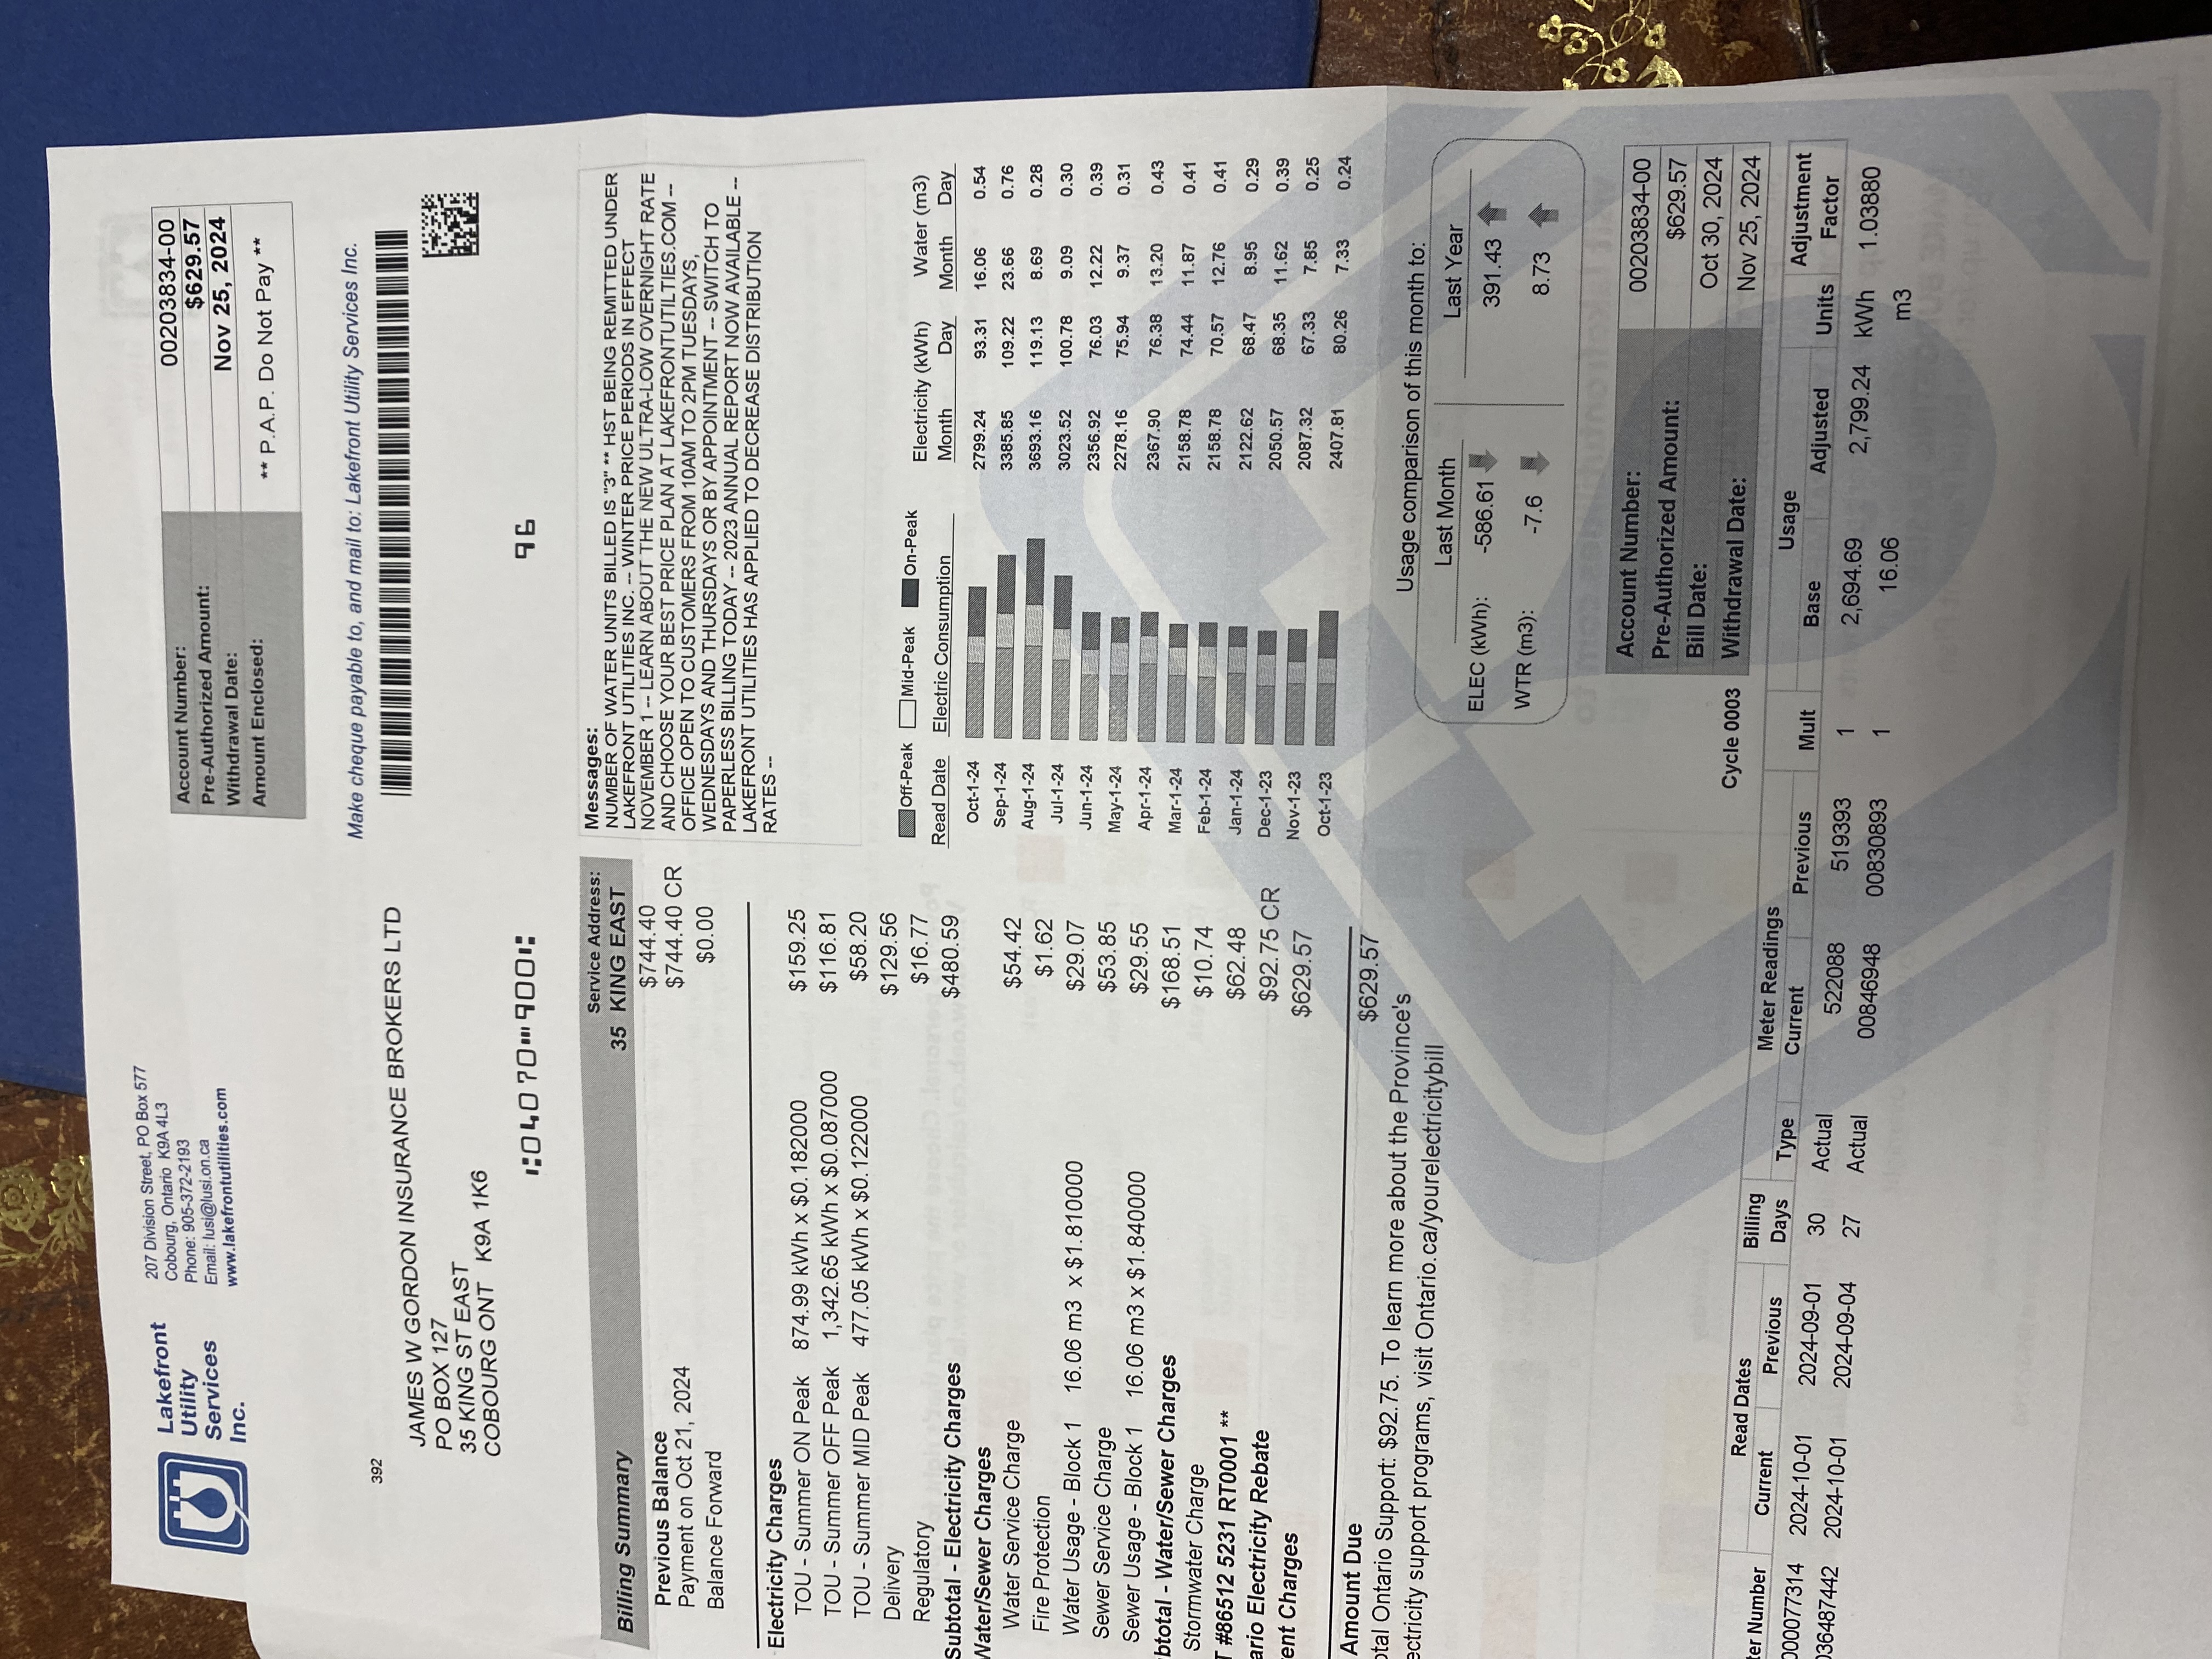 Lakefront
Utility
Services
Inc.
207 Division Street, PO Box 577
Cobourg, Ontario K9A 4L3
Phone: 905-372-2193
Email: lusi@lusi.on.ca
www.lakefrontutilities.com
Account Number: 00203834-00
Pre-Authorized Amount: $629.57
Withdrawal Date: Nov 25, 2024
Amount Enclosed: ** P.A.P. Do Not Pay **
Make cheque payable to, and mail to: Lakefront Utility Services Inc.
392
JAMES W GORDON INSURANCE BROKERS LTD
PO BOX 127
35 KING ST EAST
COBOURG ONT K9A 1K6
⑆04070⑉900⑆ 96
Billing Summary Service Address:
35 KING EAST
Previous Balance $744.40
Payment on Oct 21, 2024 $744.40 CR
Balance Forward $0.00
Electricity Charges
TOU - Summer ON Peak 874.99 kWh x $0.182000 $159.25
TOU - Summer OFF Peak 1,342.65 kWh x $0.087000 $116.81
TOU - Summer MID Peak 477.05 kWh x $0.122000 $58.20
Delivery $129.56
Regulatory $16.77
Subtotal - Electricity Charges $480.59
Water/Sewer Charges
Water Service Charge $54.42
Fire Protection $1.62
Water Usage - Block 1 16.06 m3 x $1.810000 $29.07
Sewer Service Charge $53.85
Sewer Usage - Block 1 16.06 m3 x $1.840000 $29.55
btotal - Water/Sewer Charges $168.51
Stormwater Charge $10.74
T #86512 5231 RT0001 ** $62.48
ario Electricity Rebate $92.75 CR
ent Charges $629.57
Amount Due $629.57
otal Ontario Support: $92.75. To learn more about the Province's
ectricity support programs, visit Ontario.ca/yourelectricitybill
Messages:
NUMBER OF WATER UNITS BILLED IS "3" ** HST BEING REMITTED UNDER
LAKEFRONT UTILITIES INC. -- WINTER PRICE PERIODS IN EFFECT
NOVEMBER 1 -- LEARN ABOUT THE NEW ULTRA-LOW OVERNIGHT RATE
AND CHOOSE YOUR BEST PRICE PLAN AT LAKEFRONTUTILTIES.COM --
OFFICE OPEN TO CUSTOMERS FROM 10AM TO 2PM TUESDAYS,
WEDNESDAYS AND THURSDAYS OR BY APPOINTMENT -- SWITCH TO
PAPERLESS BILLING TODAY -- 2023 ANNUAL REPORT NOW AVAILABLE --
LAKEFRONT UTILITIES HAS APPLIED TO DECREASE DISTRIBUTION
RATES --
Off-Peak Mid-Peak On-Peak Electricity (kWh) Water (m3)
Read Date Electric Consumption Month Day Month Day
Oct-1-24 2799.24 93.31 16.06 0.54
Sep-1-24 3385.85 109.22 23.66 0.76
Aug-1-24 3693.16 119.13 8.69 0.28
Jul-1-24 3023.52 100.78 9.09 0.30
Jun-1-24 2356.92 76.03 12.22 0.39
May-1-24 2278.16 75.94 9.37 0.31
Apr-1-24 2367.90 76.38 13.20 0.43
Mar-1-24 2158.78 74.44 11.87 0.41
Feb-1-24 2158.78 70.57 12.76 0.41
Jan-1-24 2122.62 68.47 8.95 0.29
Dec-1-23 2050.57 68.35 11.62 0.39
Nov-1-23 2087.32 67.33 7.85 0.25
Oct-1-23 2407.81 80.26 7.33 0.24
Usage comparison of this month to:
Last Month Last Year
ELEC (kWh): -586.61 391.43
WTR (m3): -7.6 8.73
Account Number: 00203834-00
Pre-Authorized Amount: $629.57
Bill Date: Oct 30, 2024
Cycle 0003 Withdrawal Date: Nov 25, 2024
ter Number Read Dates Billing Days Type Meter Readings Mult Usage Units Adjustment Factor
Current Previous Current Previous Base Adjusted
000077314 2024-10-01 2024-09-01 30 Actual 522088 519393 1 2,694.69 2,799.24 kWh 1.03880
036487442 2024-10-01 2024-09-04 27 Actual 00846948 00830893 1 16.06 m3